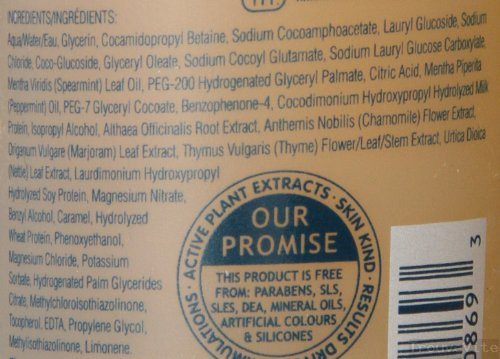 INCREDIENTS/INGRÉDIENTS:
Aqua/Water/Eau, Glycerin, Cocamidopropyl Betaine, Sodium Cocoamphoacetate, Lauryl Glucoside, Sodium
Chloride, Coco-Glucoside, Glyceryl Oleate, Sodium Cocoyl Glutamate, Sodium Lauryl Glucose Carboxylate,
Mentha Viridis (Spearmint) Leaf Oil, PEG-200 Hydrogenated Glyceryl Palmate, Citric Acid, Mentha Piperita
(Peppermint) Oil, PEG-7 Glyceryl Cocoate, Benzophenone-4, Cocodimonium Hydroxypropyl Hydrolyzed Milk
Protein, Isopropyl Alcohol, Althaea Officinalis Root Extract, Anthemis Nobilis (Chamomile) Flower Extract,
Origanum Vulgare (Marjoram) Leaf Extract, Thymus Vulgaris (Thyme) Flower/Leaf/Stem Extract, Urtica Dioica
(Nettle) Leaf Extract, Laurdimonium Hydroxypropyl
Hydrolyzed Soy Protein, Magnesium Nitrate,
Benzyl Alcohol, Caramel, Hydrolyzed
Wheat Protein, Phenoxyethanol,
Magnesium Chloride, Potassium
Sorbate, Hydrogenated Palm Glycerides
Citrate, Methylchloroisothiazolinone,
Tocopherol, EDTA, Propylene Glycol,
Methylisothiazolinone, Limonene
ACTIVE PLANT EXTRACTS · SKIN KIND · RESULTS
OUR
PROMISE
THIS PRODUCT IS FREE
FROM: PARABENS, SLS,
SLES, DEA, MINERAL OILS,
ARTIFICIAL COLOURS
& SILICONES
3
0869